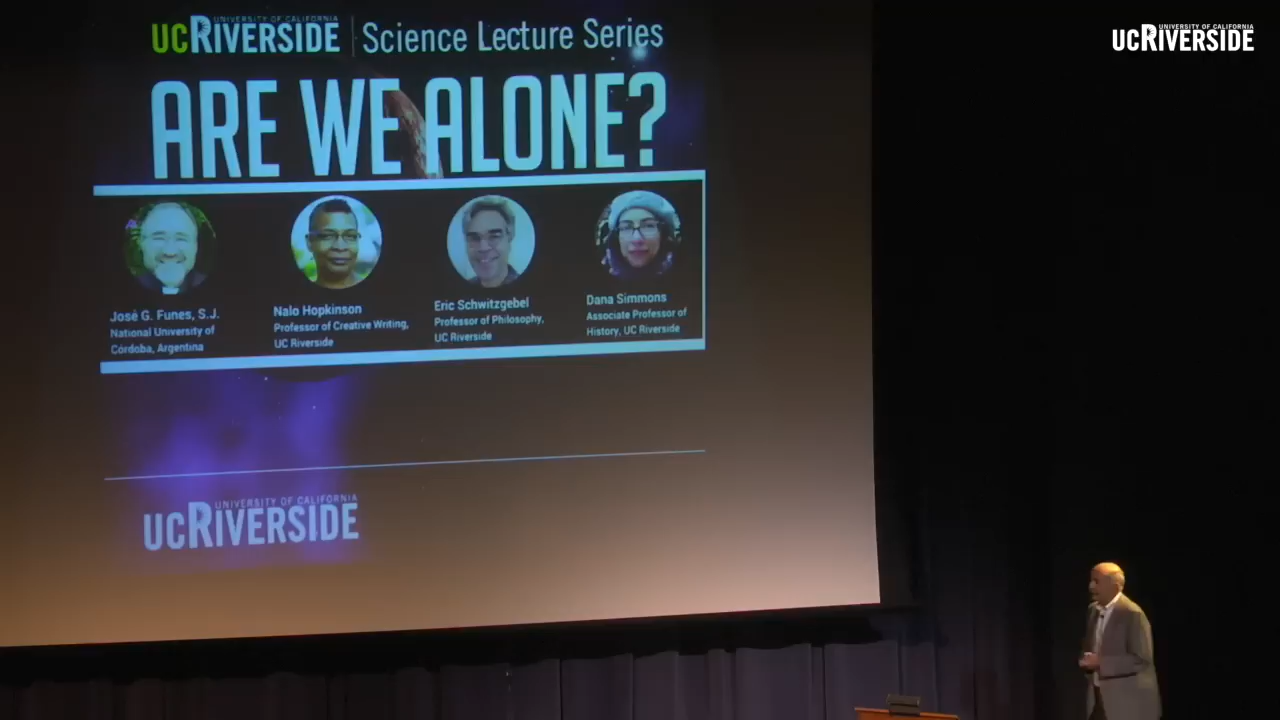 UNIVERSITY OF CALIFORNIA
UCRIVERSIDE
Science Lecture Series
ARE WE ALONE?
José G. Funes, S.J.
National University of
Córdoba, Argentina
Nalo Hopkinson
Professor of Creative Writing,
UC Riverside
Eric Schwitzgebel
Professor of Philosophy,
UC Riverside
Dana Simmons
Associate Professor of
History, UC Riverside
UNIVERSITY OF CALIFORNIA
UCRIVERSIDE
UNIVERSITY OF CALIFORNIA
UCRIVERSIDE